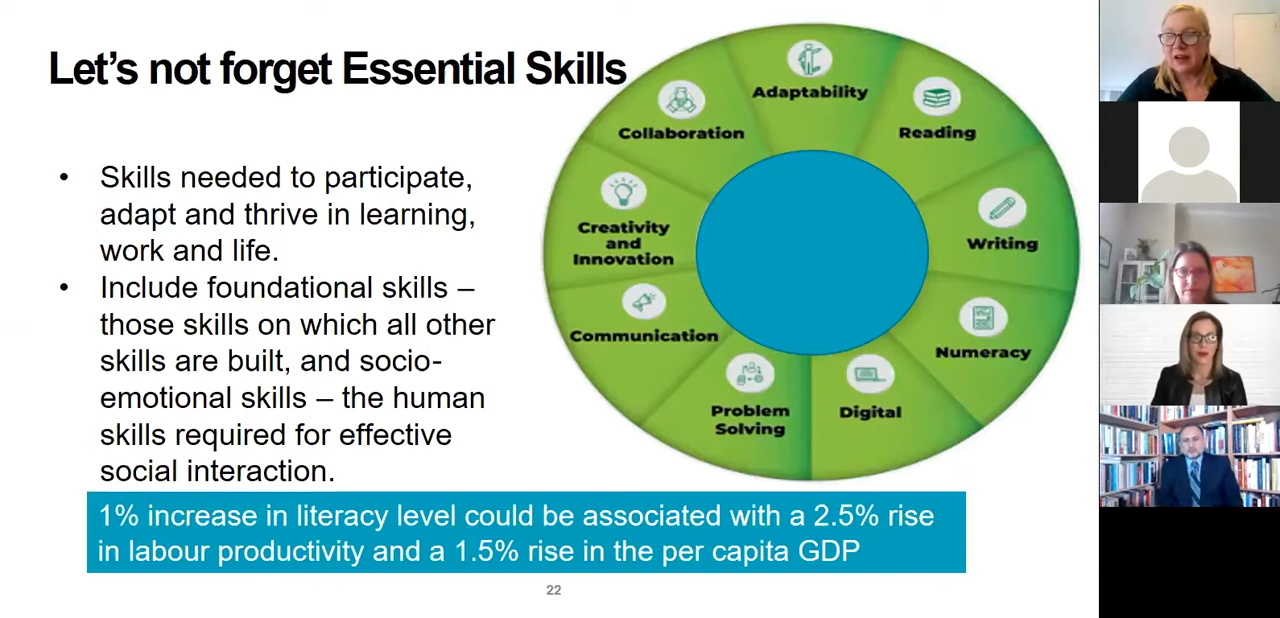 Let's not forget Essential Skills
• Skills needed to participate,
adapt and thrive in learning,
work and life.
• Include foundational skills –
those skills on which all other
skills are built, and socio-
emotional skills – the human
skills required for effective
social interaction.
Adaptability
Reading
Writing
Numeracy
Digital
Problem
Solving
Communication
Creativity
and
Innovation
Collaboration
1% increase in literacy level could be associated with a 2.5% rise
in labour productivity and a 1.5% rise in the per capita GDP
22